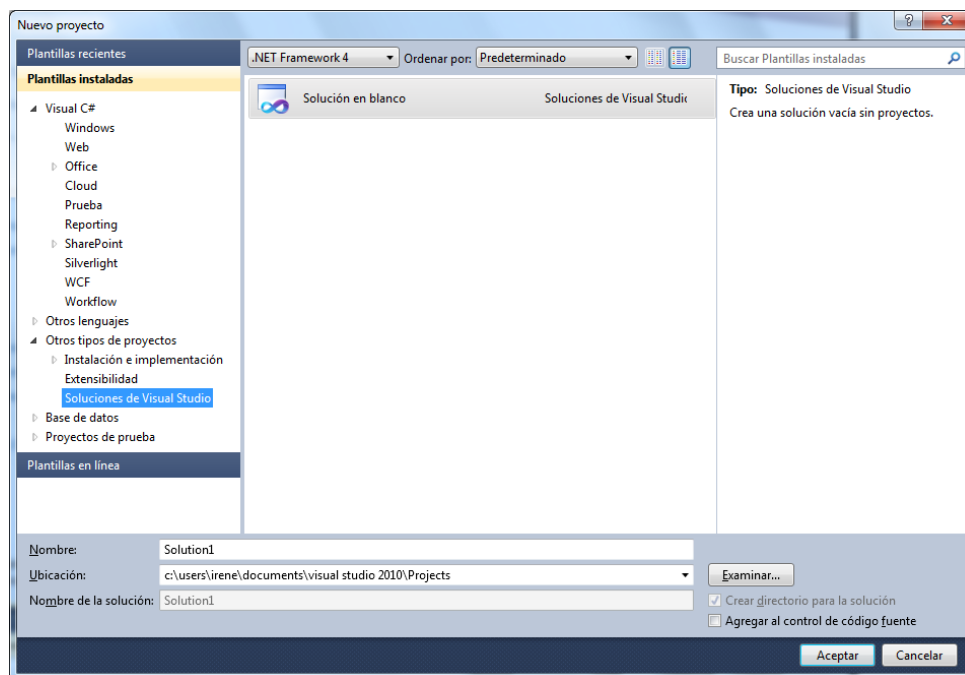 Nuevo proyecto
Plantillas recientes
Plantillas instaladas
Visual C#
Windows
Web
Office
Cloud
Prueba
Reporting
SharePoint
Silverlight
WCF
Workflow
Otros lenguajes
Otros tipos de proyectos
Instalación e implementación
Extensibilidad
Soluciones de Visual Studio
Base de datos
Proyectos de prueba
Plantillas en línea
.NET Framework 4 Ordenar por: Predeterminado
Solución en blanco Soluciones de Visual Studio
Buscar Plantillas instaladas
Tipo: Soluciones de Visual Studio
Crea una solución vacía sin proyectos.
Nombre: Solution1
Ubicación: c:\users\irene\documents\visual studio 2010\Projects Examinar...
Nombre de la solución: Solution1
Crear directorio para la solución
Agregar al control de código fuente
Aceptar Cancelar